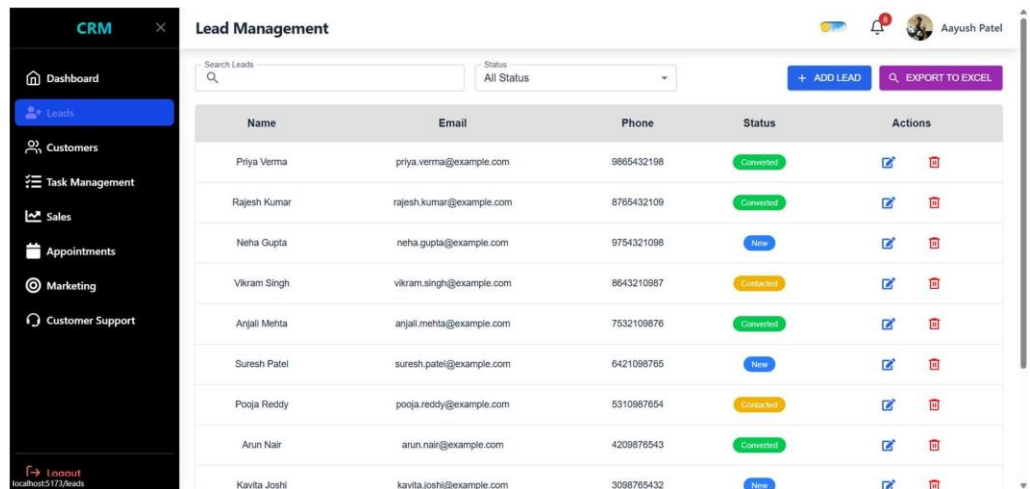 CRM
Lead Management
8
Aayush Patel
Dashboard
Leads
Customers
Task Management
Sales
Appointments
Marketing
Customer Support
Logout
localhost:5173/leads
Search Leads
Status
All Status
+ ADD LEAD
EXPORT TO EXCEL
Name Email Phone Status Actions
Priya Verma priya.verma@example.com 9865432198 Converted
Rajesh Kumar rajesh.kumar@example.com 8765432109 Converted
Neha Gupta neha.gupta@example.com 9754321098 New
Vikram Singh vikram.singh@example.com 8643210987 Contacted
Anjali Mehta anjali.mehta@example.com 7532109876 Converted
Suresh Patel suresh.patel@example.com 6421098765 New
Pooja Reddy pooja.reddy@example.com 5310987654 Contacted
Arun Nair arun.nair@example.com 4209876543 Converted
Kavita Joshi kavita.joshi@example.com 3098765432 New